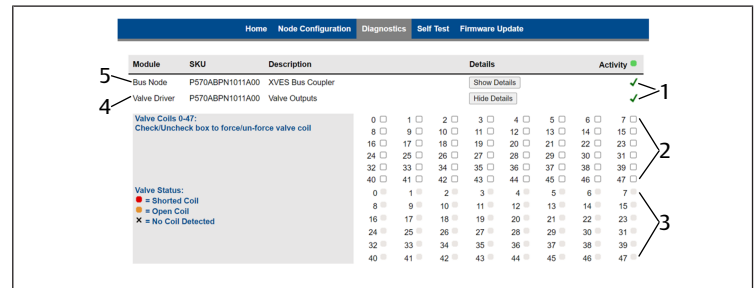 Home Node Configuration Diagnostics Self Test Firmware Update
Module SKU Description Details Activity
5 Bus Node P570ABPN1011A00 XVES Bus Coupler Show Details 1
4 Valve Driver P570ABPN1011A00 Valve Outputs Hide Details
Valve Coils 0-47: 0 1 2 3 4 5 6 7
Check/Uncheck box to force/un-force valve coil 8 9 10 11 12 13 14 15
16 17 18 19 20 21 22 23 2
24 25 26 27 28 29 30 31
32 33 34 35 36 37 38 39
40 41 42 43 44 45 46 47
Valve Status: 0 1 2 3 4 5 6 7
= Shorted Coil 8 9 10 11 12 13 14 15
= Open Coil 16 17 18 19 20 21 22 23 3
X = No Coil Detected 24 25 26 27 28 29 30 31
32 33 34 35 36 37 38 39
40 41 42 43 44 45 46 47